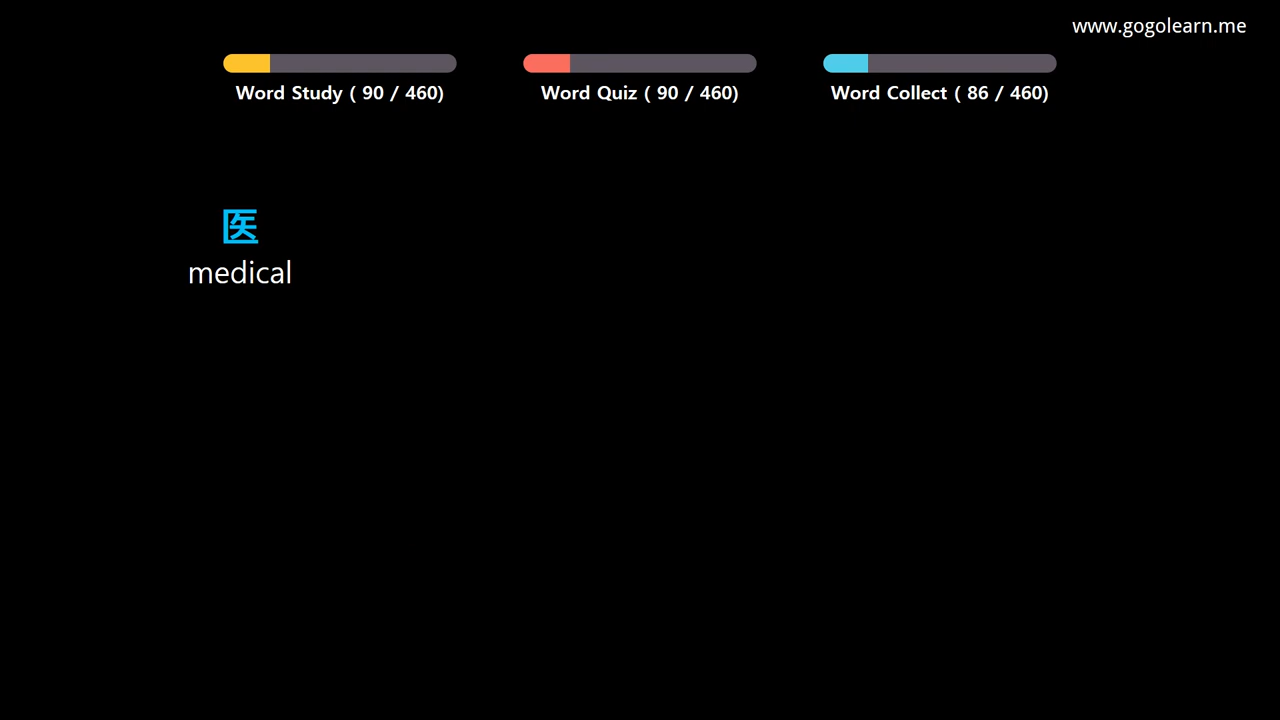 www.gogolearn.me
Word Study ( 90 / 460)
Word Quiz ( 90 / 460)
Word Collect ( 86 / 460)
医
medical